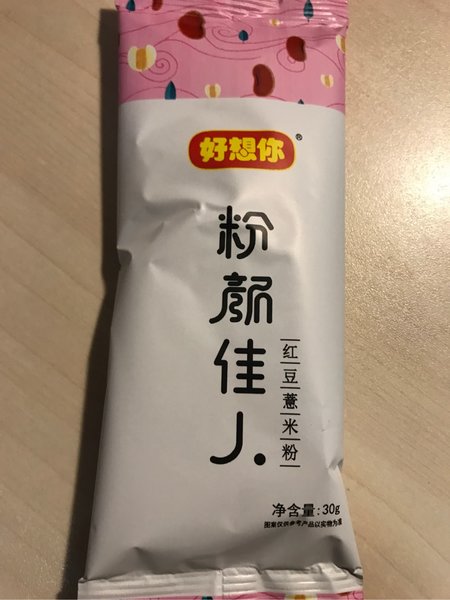 好想你®
粉颜佳人
红豆薏米粉
净含量:30g
图案仅供参考产品以实物为准